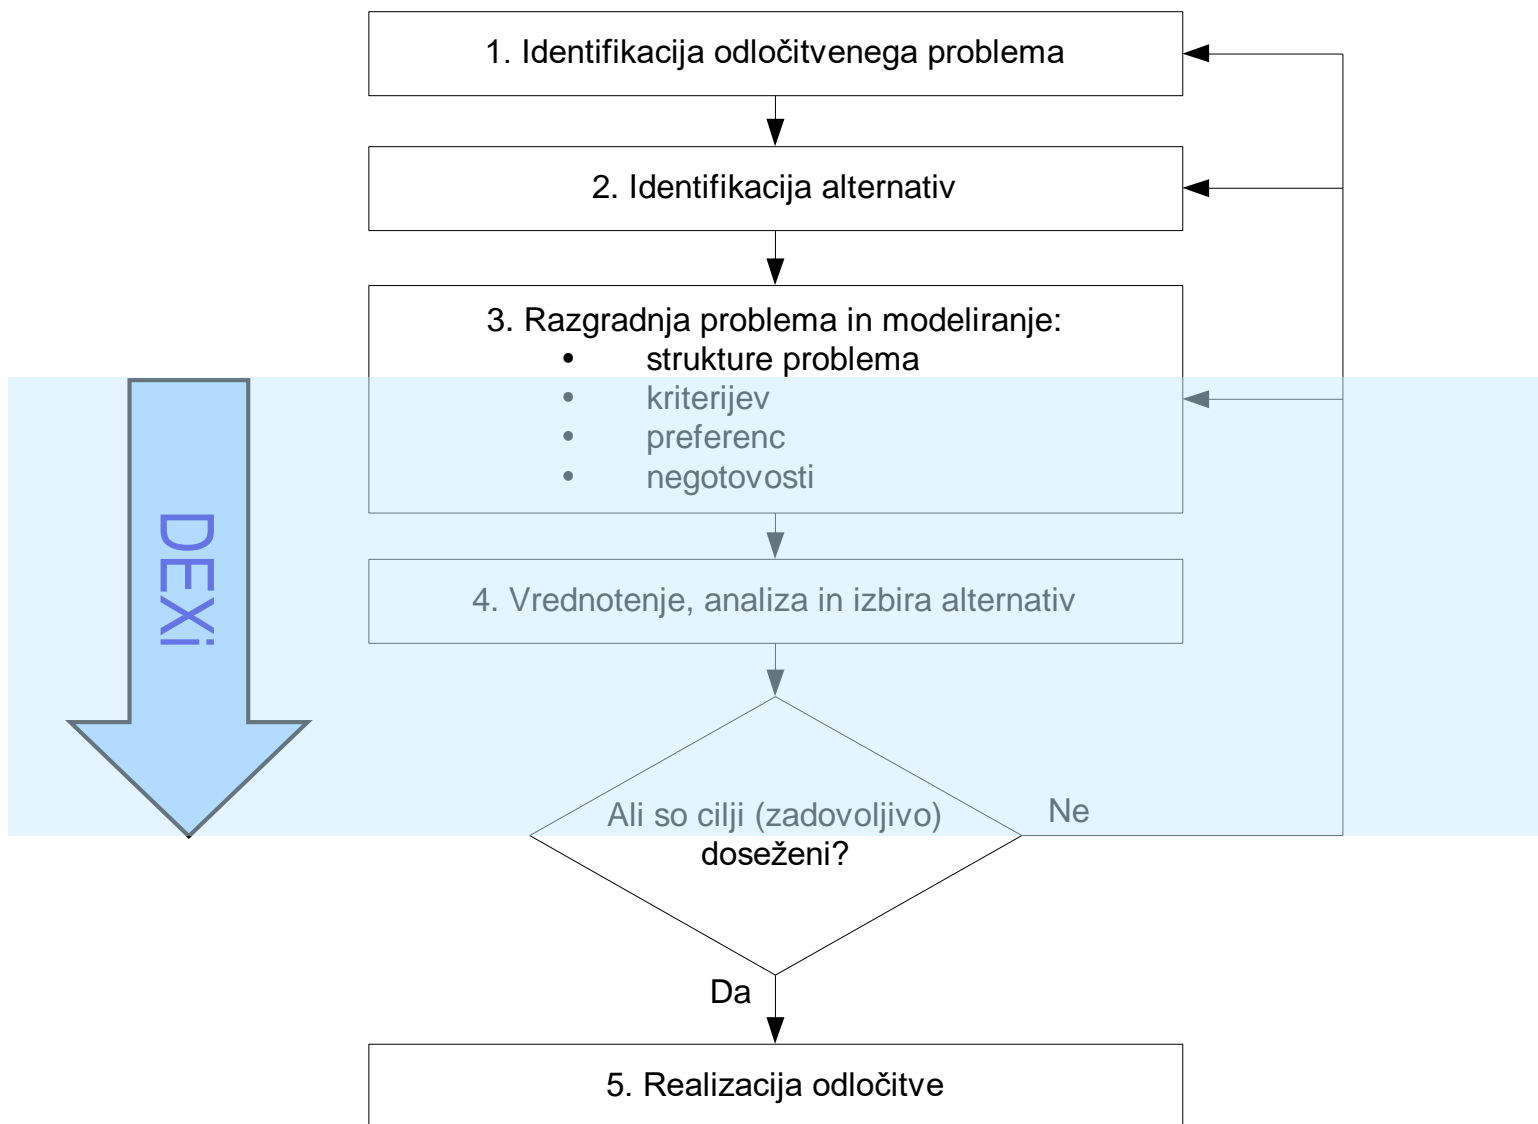 1. Identifikacija odločitvenega problema
2. Identifikacija alternativ
3. Razgradnja problema in modeliranje:
• strukture problema
• kriterijev
• preferenc
• negotovosti
DEXi
4. Vrednotenje, analiza in izbira alternativ
Ali so cilji (zadovoljivo)
doseženi?
Ne
Da
5. Realizacija odločitve